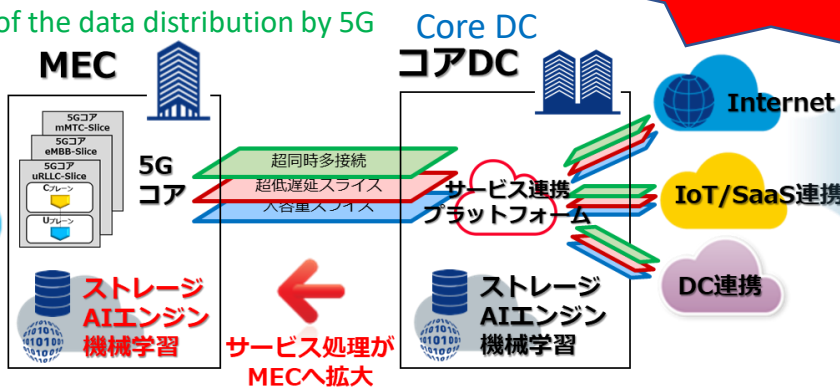 of the data distribution by 5G
Core DC
MEC
コアDC
5Gコア
mMTC-Slice
5Gコア
eMBB-Slice
5Gコア
uRLLC-Slice
Cプレーン
Uプレーン
5G
コア
超同時多接続
超低遅延スライス
大容量スライス
サービス連携
プラットフォーム
Internet
IoT/SaaS連携
DC連携
ストレージ
AIエンジン
機械学習
サービス処理が
MECへ拡大
ストレージ
AIエンジン
機械学習